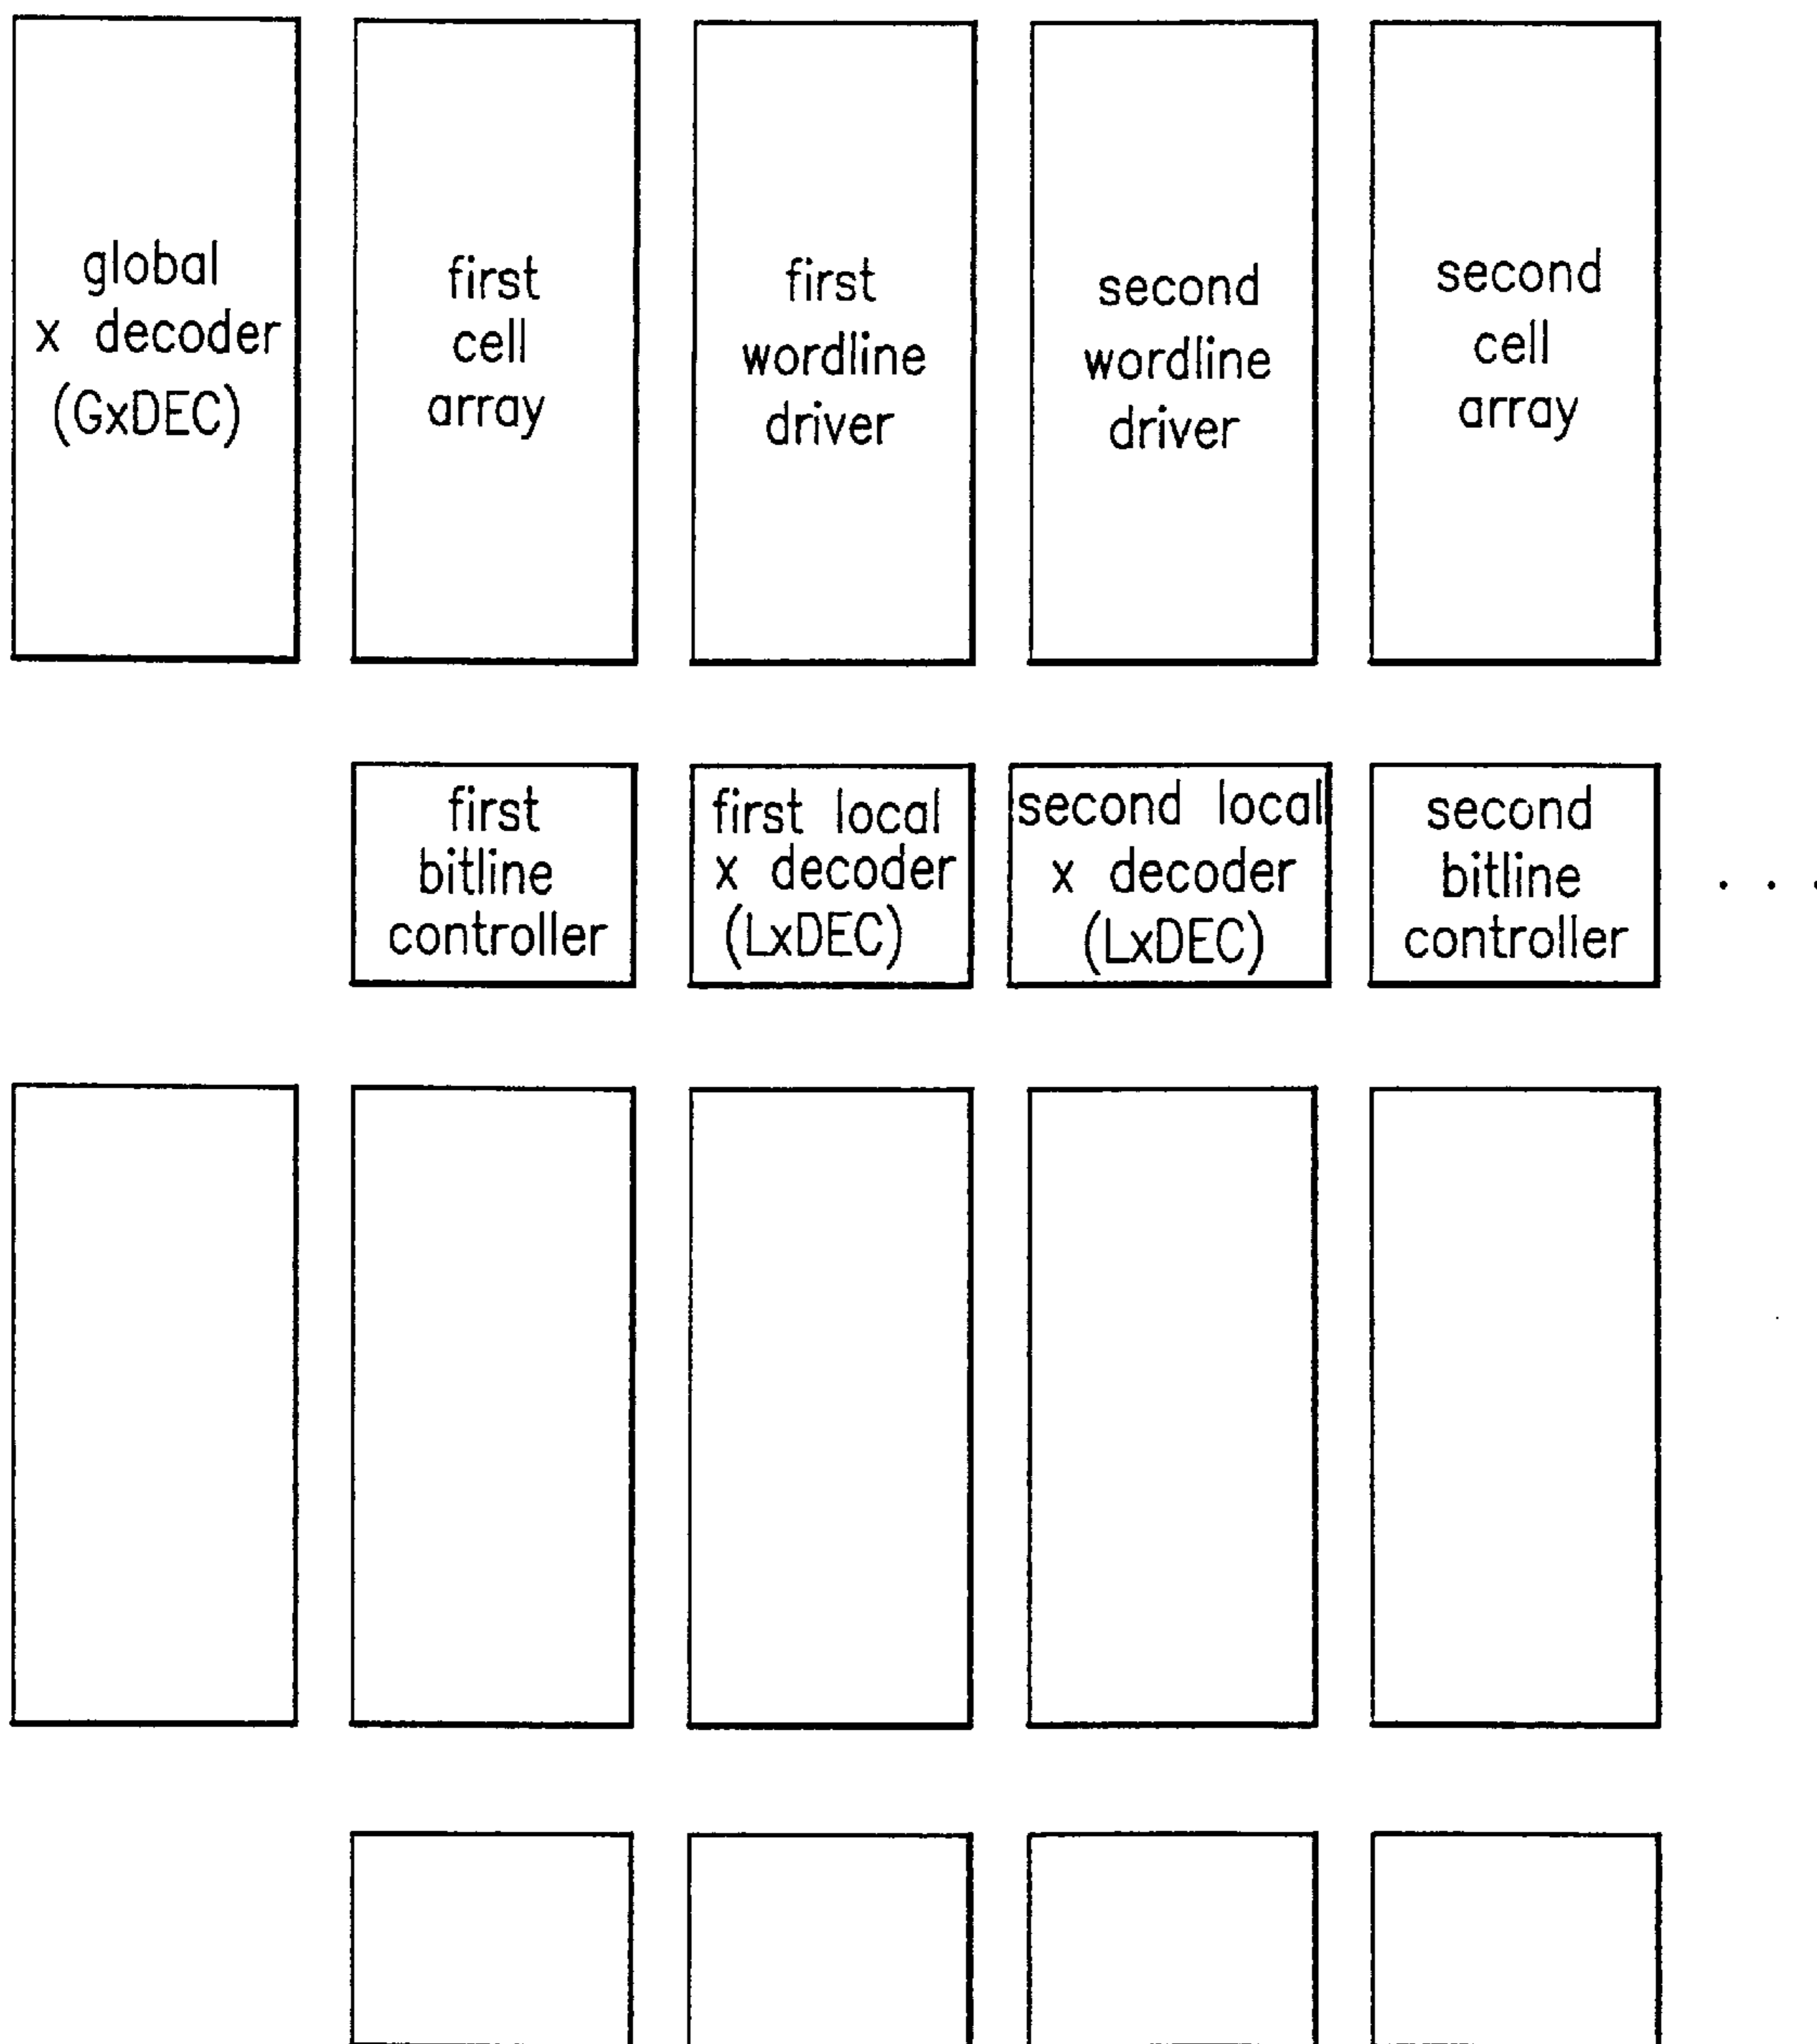 global
x decoder
(GxDEC)
first
cell
array
first
wordline
driver
second
wordline
driver
second
cell
array
first
bitline
controller
first local
x decoder
(LxDEC)
second local
x decoder
(LxDEC)
second
bitline
controller
. . .